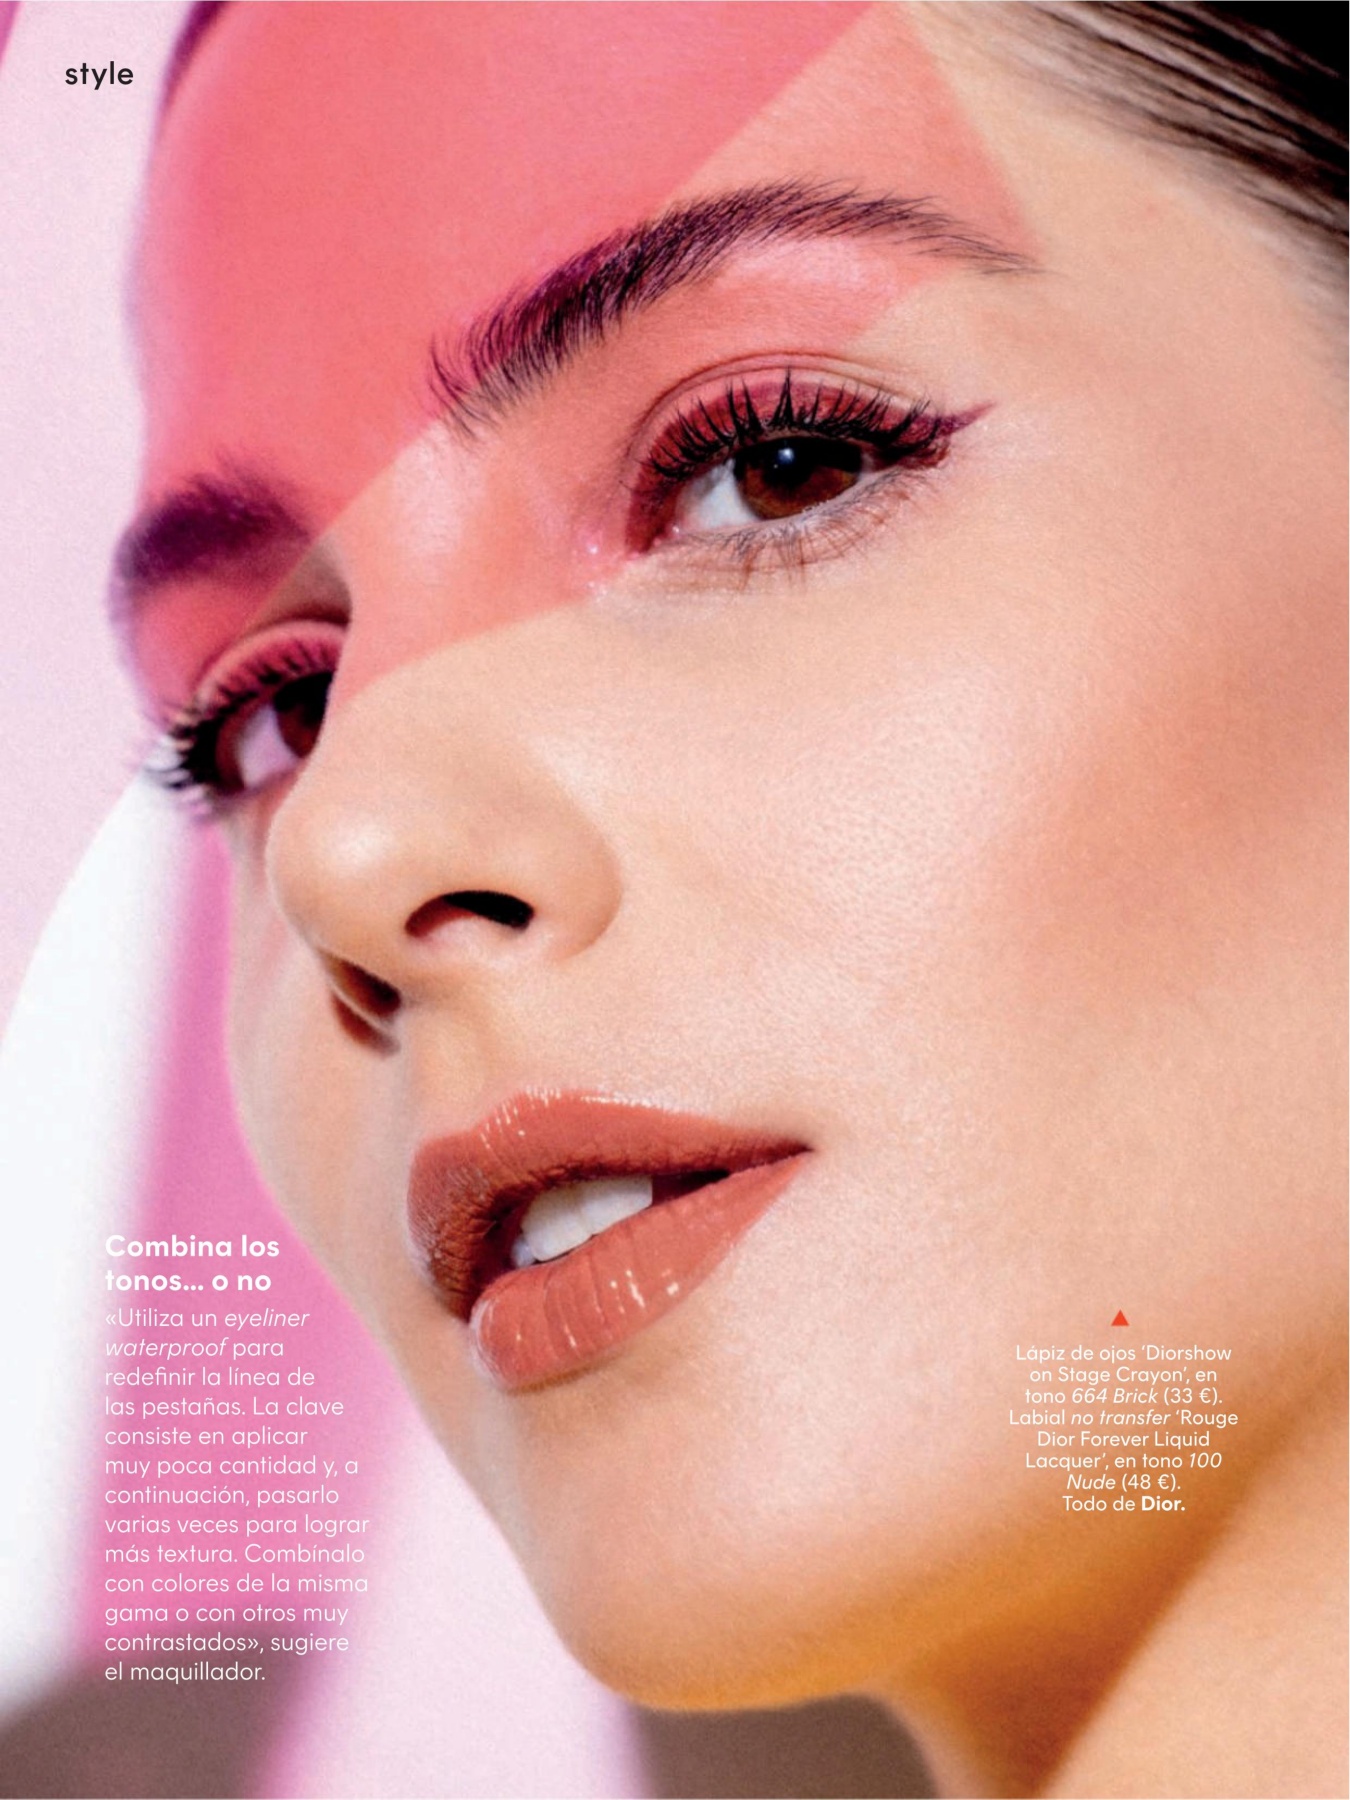 style
Combina los
tonos... o no
«Utiliza un eyeliner
waterproof para
redefinir la línea de
las pestañas. La clave
consiste en aplicar
muy poca cantidad y, a
continuación, pasarlo
varias veces para lograr
más textura. Combínalo
con colores de la misma
gama o con otros muy
contrastados», sugiere
el maquillador.
Lápiz de ojos ‘Diorshow
on Stage Crayon’, en
tono 664 Brick (33 €).
Labial no transfer ‘Rouge
Dior Forever Liquid
Lacquer’, en tono 100
Nude (48 €).
Todo de Dior.